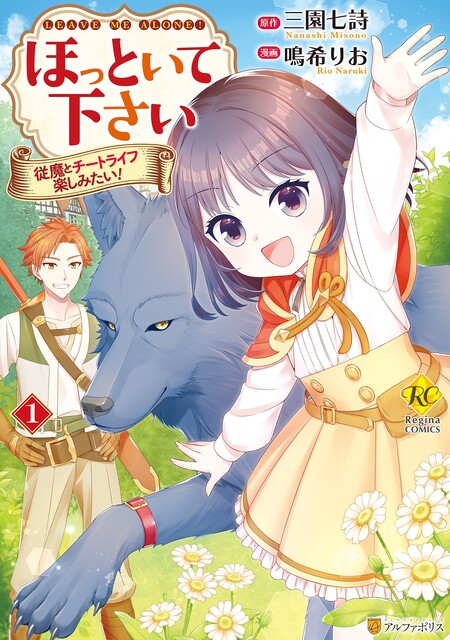 LEAVE ME ALONE!
ほっといて
下さい
従魔とチートライフ
楽しみたい!
原作 三園七詩
Nanashi Misono
漫画 鳴希りお
Rio Naruki
1
RC
Regina
COMICS
アルファポリス